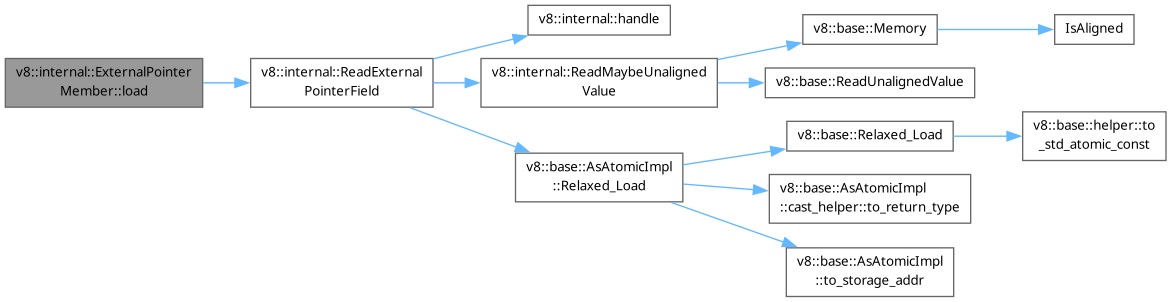 v8::internal::ExternalPointer
Member::load
v8::internal::ReadExternal
PointerField
v8::internal::handle
v8::internal::ReadMaybeUnaligned
Value
v8::base::AsAtomicImpl
::Relaxed_Load
v8::base::Memory
v8::base::ReadUnalignedValue
v8::base::Relaxed_Load
v8::base::AsAtomicImpl
::cast_helper::to_return_type
v8::base::AsAtomicImpl
::to_storage_addr
IsAligned
v8::base::helper::to
_std_atomic_const